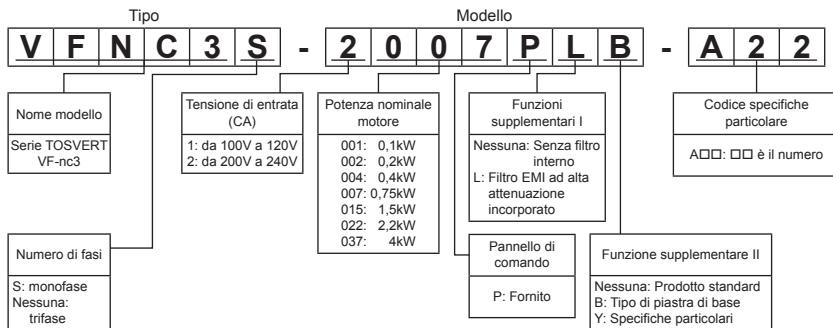 Tipo
Modello
V F N C 3 S - 2 0 0 7 P L B - A 2 2
Nome modello
Serie TOSVERT
VF-nc3
Tensione di entrata
(CA)
1: da 100V a 120V
2: da 200V a 240V
Potenza nominale
motore
001: 0,1kW
002: 0,2kW
004: 0,4kW
007: 0,75kW
015: 1,5kW
022: 2,2kW
037: 4kW
Funzioni
supplementari I
Nessuna: Senza filtro
interno
L: Filtro EMI ad alta
attenuazione
incorporato
Codice specifiche
particolare
A□□: □□ è il numero
Numero di fasi
S: monofase
Nessuna:
trifase
Pannello di
comando
P: Fornito
Funzione supplementare II
Nessuna: Prodotto standard
B: Tipo di piastra di base
Y: Specifiche particolari